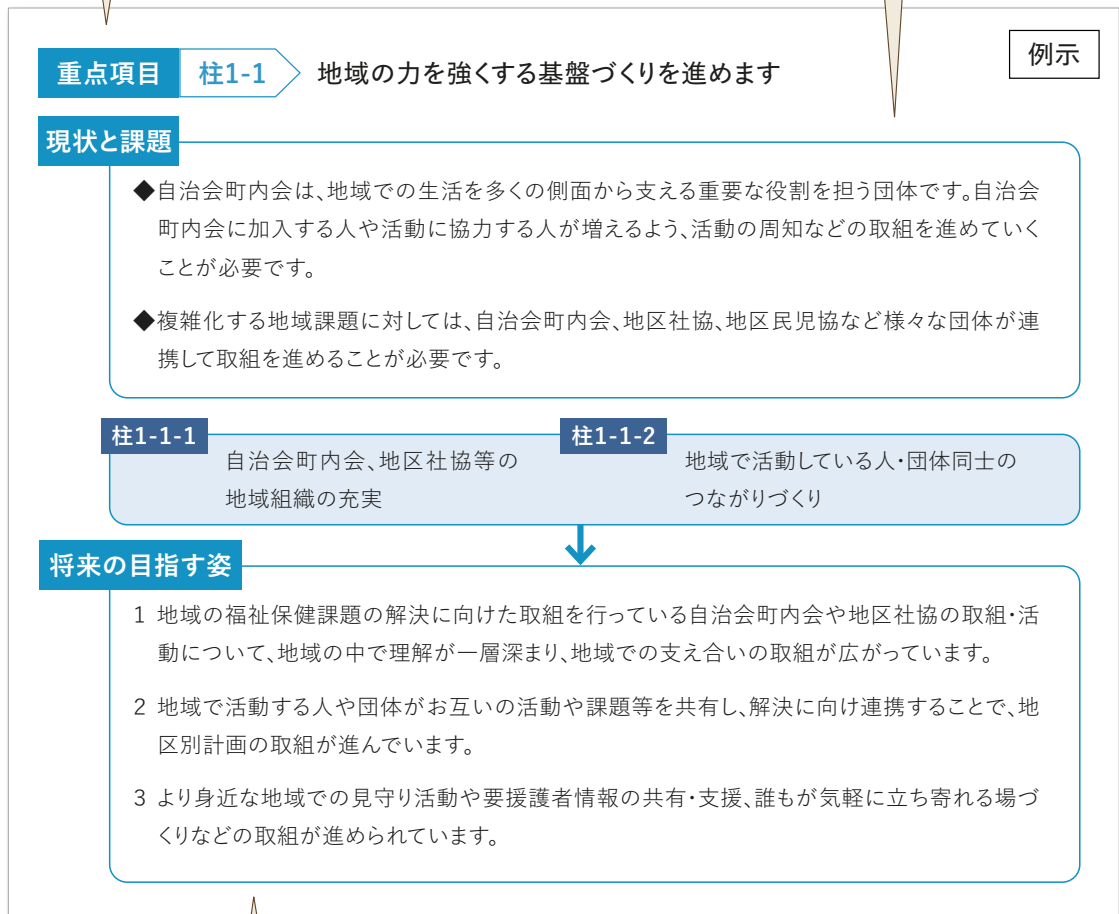 重点項目 柱1-1 地域の力を強くする基盤づくりを進めます
例示
現状と課題
◆自治会町内会は、地域での生活を多くの側面から支える重要な役割を担う団体です。自治会
町内会に加入する人や活動に協力する人が増えるよう、活動の周知などの取組を進めていく
ことが必要です。
◆複雑化する地域課題に対しては、自治会町内会、地区社協、地区民児協など様々な団体が連
携して取組を進めることが必要です。
柱1-1-1
自治会町内会、地区社協等の
地域組織の充実
柱1-1-2
地域で活動している人・団体同士の
つながりづくり
将来の目指す姿
1 地域の福祉保健課題の解決に向けた取組を行っている自治会町内会や地区社協の取組・活
動について、地域の中で理解が一層深まり、地域での支え合いの取組が広がっています。
2 地域で活動する人や団体がお互いの活動や課題等を共有し、解決に向け連携することで、地
区別計画の取組が進んでいます。
3 より身近な地域での見守り活動や要援護者情報の共有・支援、誰もが気軽に立ち寄れる場づ
くりなどの取組が進められています。